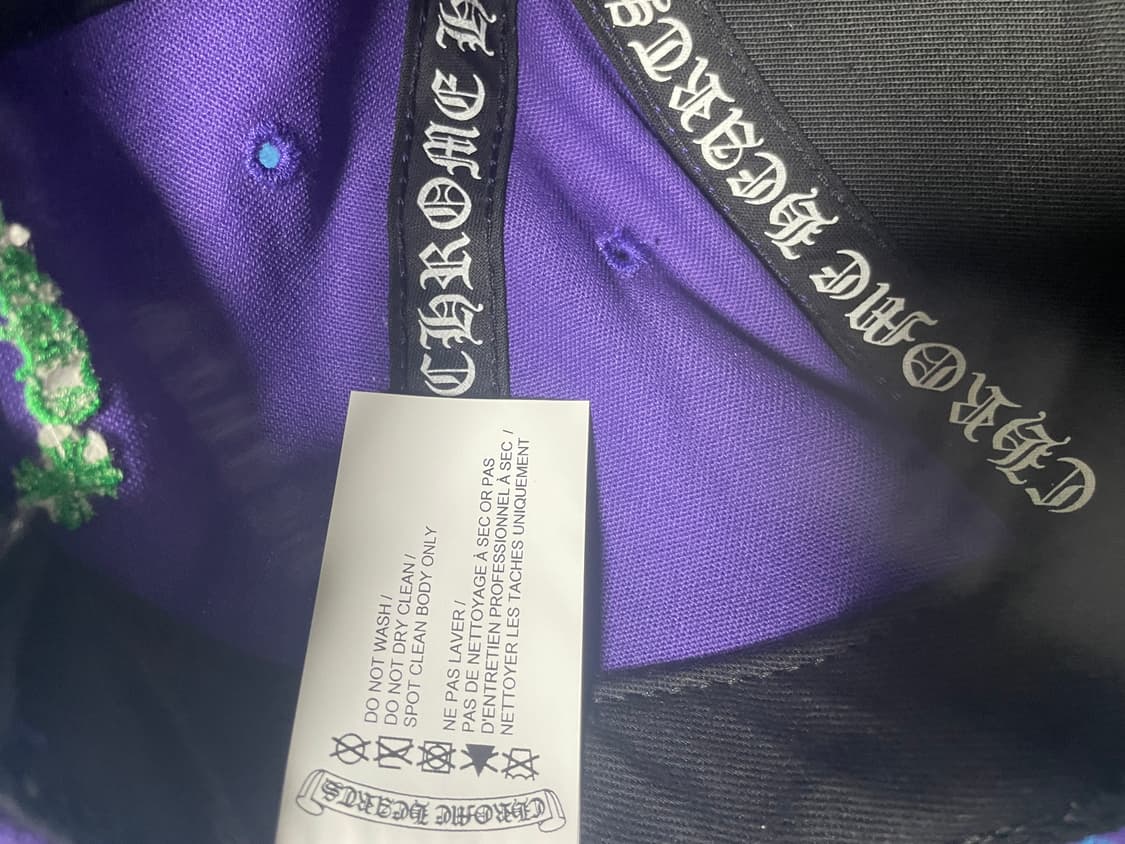 CHROME H
CHROME HEARTS
DO NOT WASH /
DO NOT DRY CLEAN /
SPOT CLEAN BODY ONLY
NE PAS LAVER /
PAS DE NETTOYAGE À SEC OR PAS
D'ENTRETIEN PROFESSIONNEL À SEC /
NETTOYER LES TACHES UNIQUEMENT
CHROME HEARTS